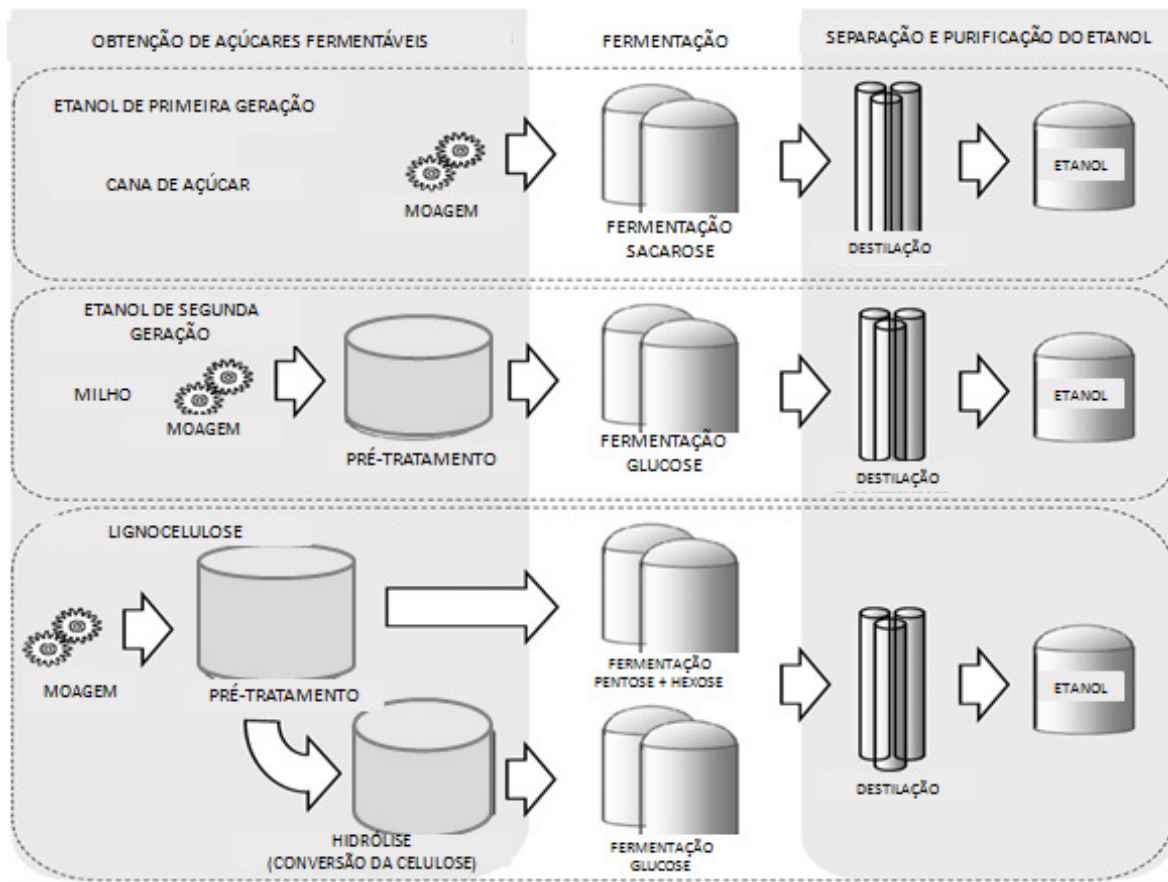 OBTENÇÃO DE AÇÚCARES FERMENTÁVEIS
FERMENTAÇÃO
SEPARAÇÃO E PURIFICAÇÃO DO ETANOL
ETANOL DE PRIMEIRA GERAÇÃO
CANA DE AÇÚCAR
MOAGEM
FERMENTAÇÃO
SACAROSE
DESTILAÇÃO
ETANOL
ETANOL DE SEGUNDA
GERAÇÃO
MILHO
MOAGEM
PRÉ-TRATAMENTO
FERMENTAÇÃO
GLUCOSE
DESTILAÇÃO
ETANOL
LIGNOCELULOSE
MOAGEM
PRÉ-TRATAMENTO
HIDRÓLISE
(CONVERSÃO DA CELULOSE)
FERMENTAÇÃO
PENTOSE + HEXOSE
FERMENTAÇÃO
GLUCOSE
DESTILAÇÃO
ETANOL